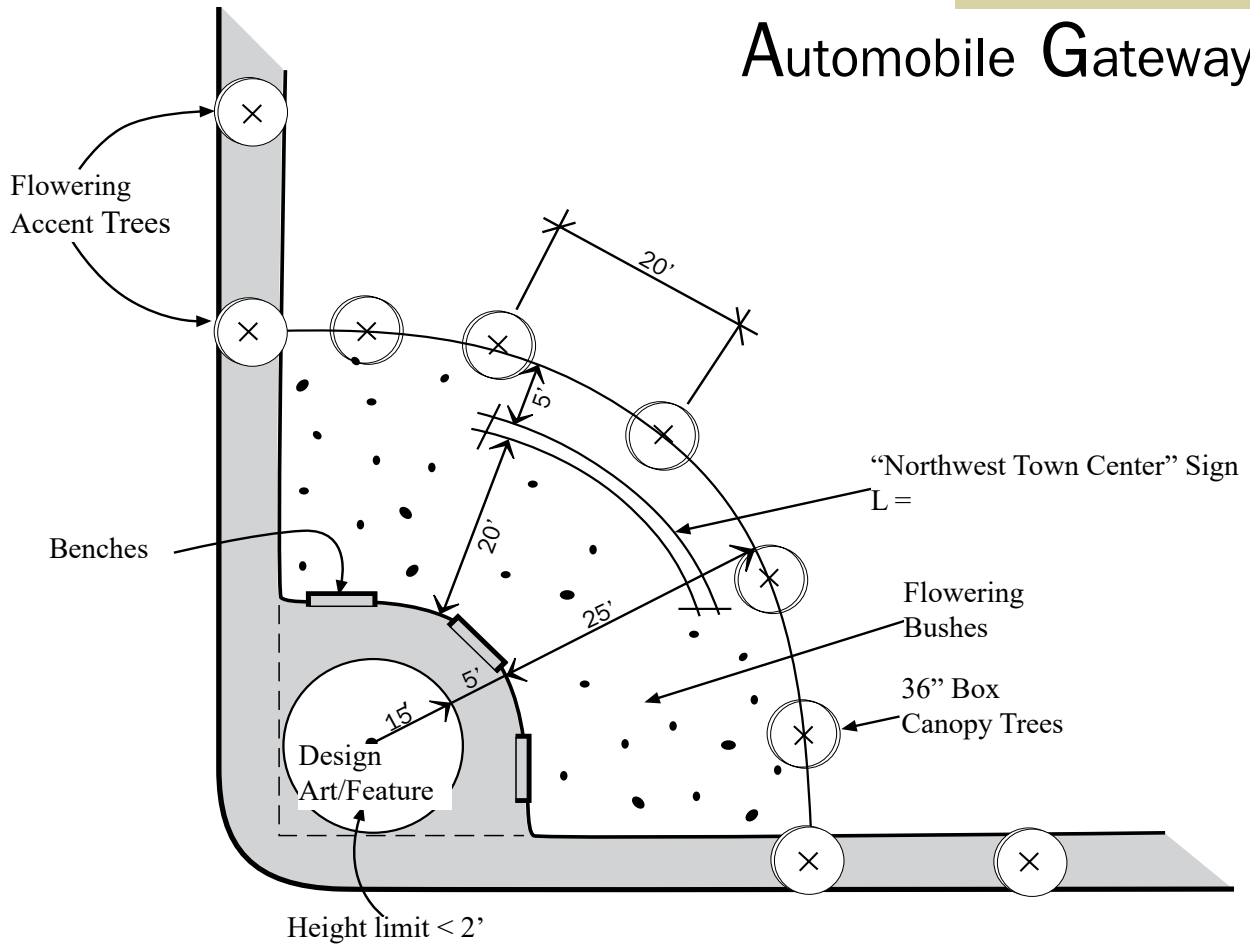 Automobile Gateway
Flowering
Accent Trees
20’
5’
“Northwest Town Center” Sign
L =
20’
Benches
25’
Flowering
Bushes
5’
36” Box
Canopy Trees
15’
Design
Art/Feature
Height limit < 2’